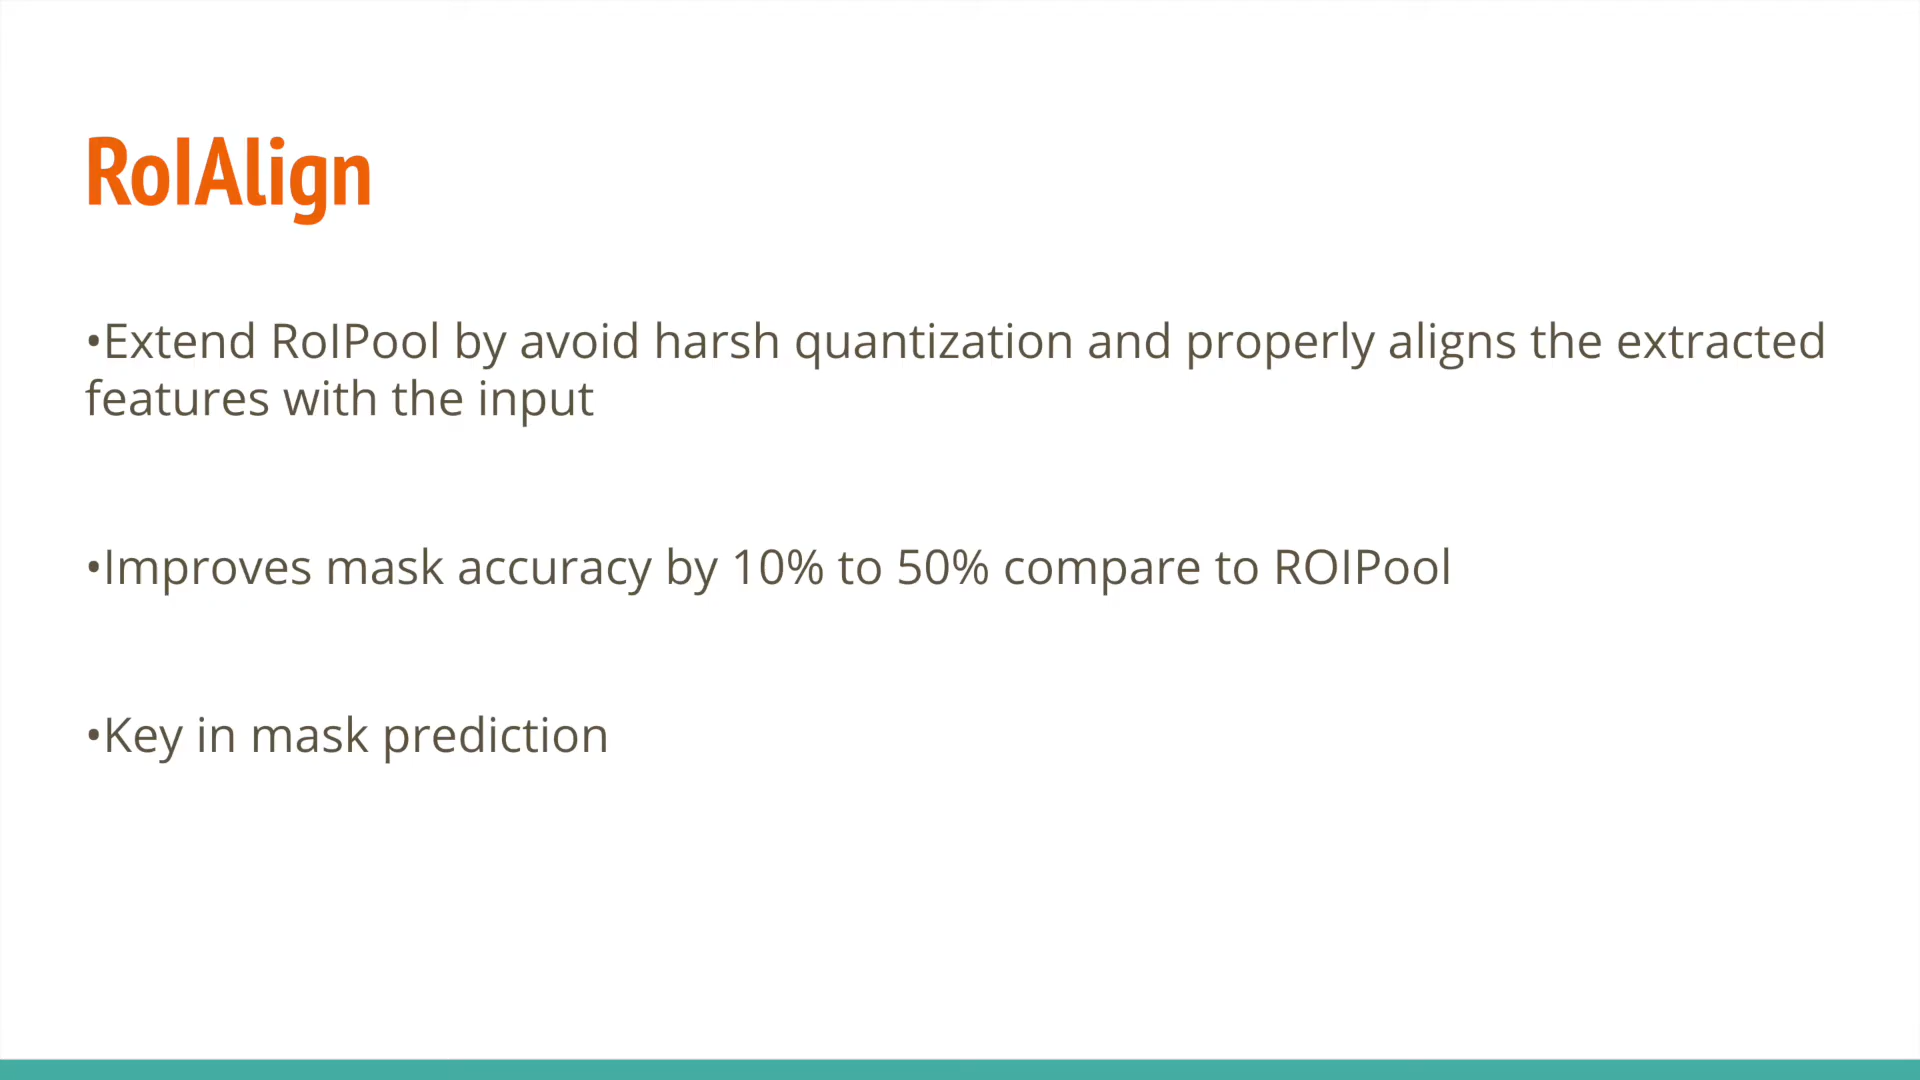 RoIAlign
•Extend RoIPool by avoid harsh quantization and properly aligns the extracted
features with the input
•Improves mask accuracy by 10% to 50% compare to ROIPool
•Key in mask prediction